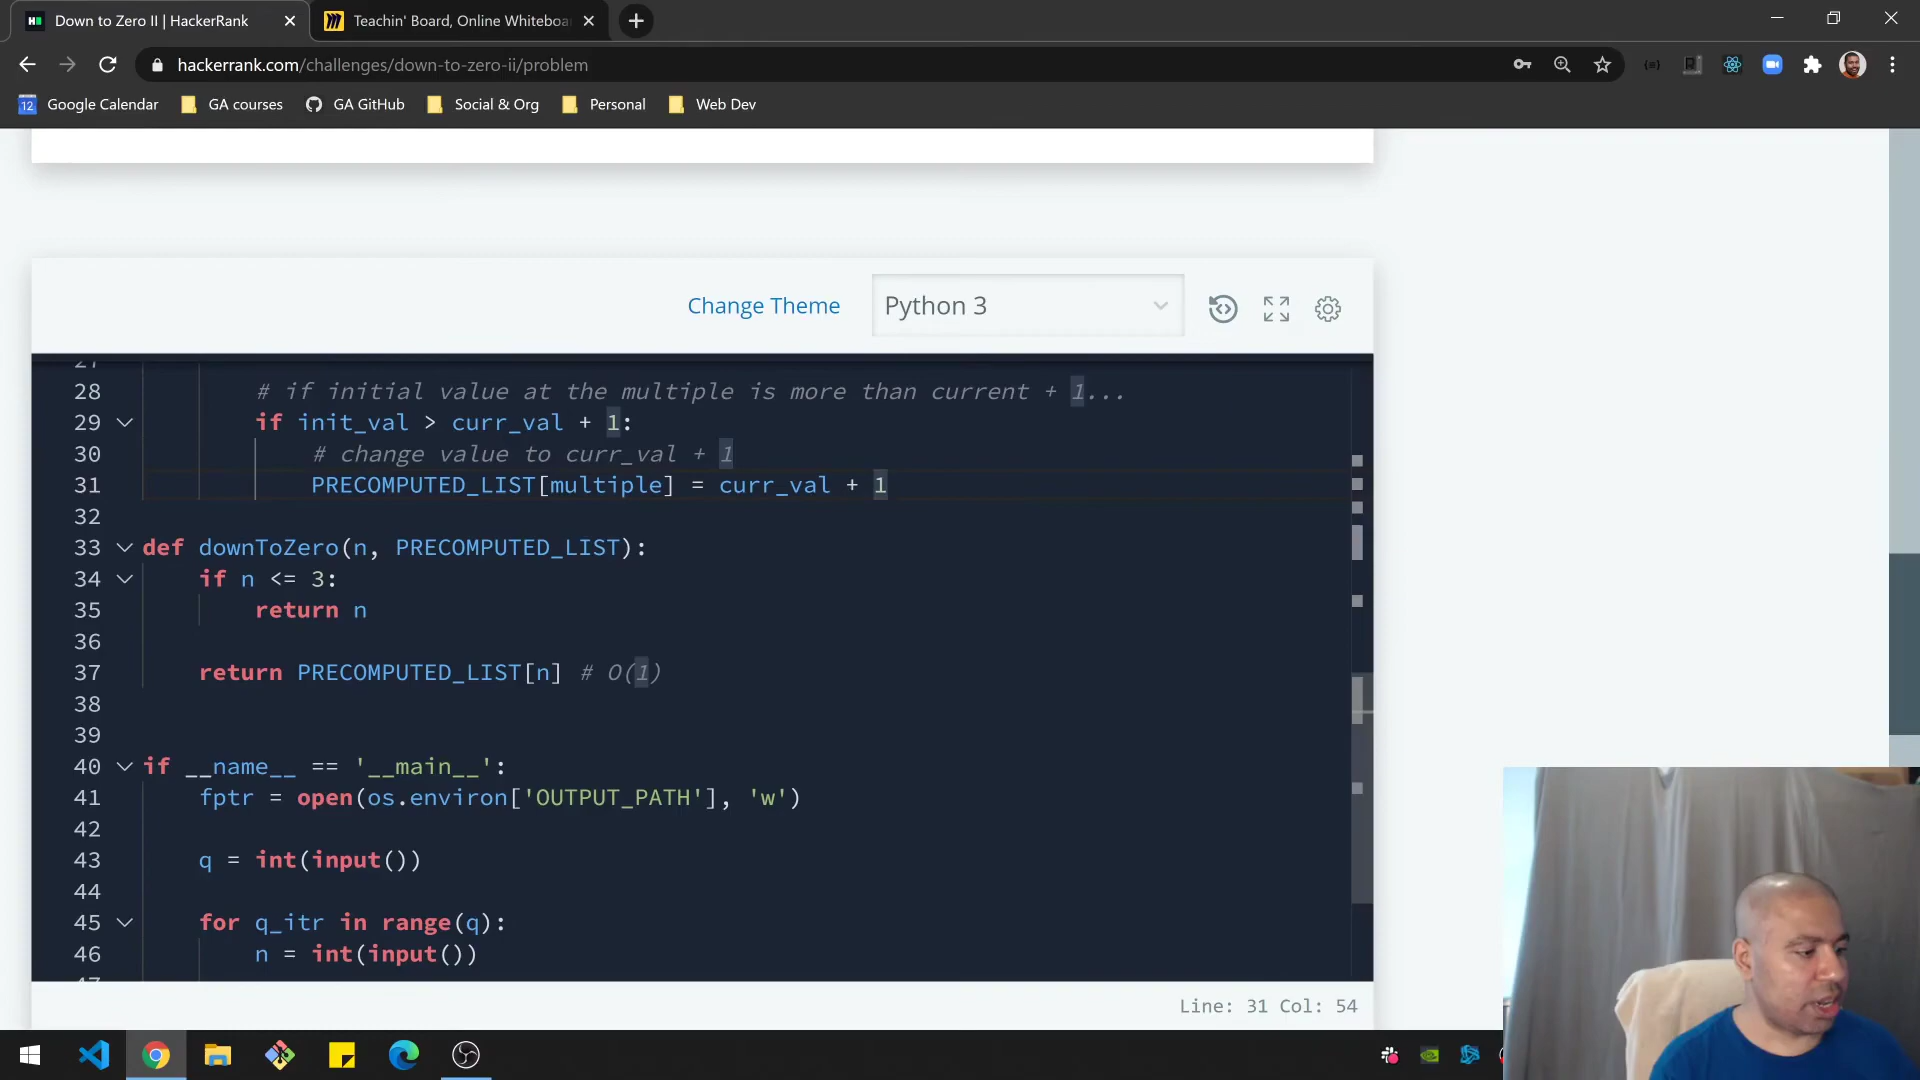 Down to Zero II | HackerRank
Teachin' Board, Online Whiteboa
hackerrank.com/challenges/down-to-zero-ii/problem
12 Google Calendar GA courses GA GitHub Social & Org Personal Web Dev
Change Theme
Python 3
27
28 # if initial value at the multiple is more than current + 1...
29 if init_val > curr_val + 1:
30 # change value to curr_val + 1
31 PRECOMPUTED_LIST[multiple] = curr_val + 1
32
33 def downToZero(n, PRECOMPUTED_LIST):
34 if n <= 3:
35 return n
36
37 return PRECOMPUTED_LIST[n] # O(1)
38
39
40 if __name__ == '__main__':
41 fptr = open(os.environ['OUTPUT_PATH'], 'w')
42
43 q = int(input())
44
45 for q_itr in range(q):
46 n = int(input())
Line: 31 Col: 54